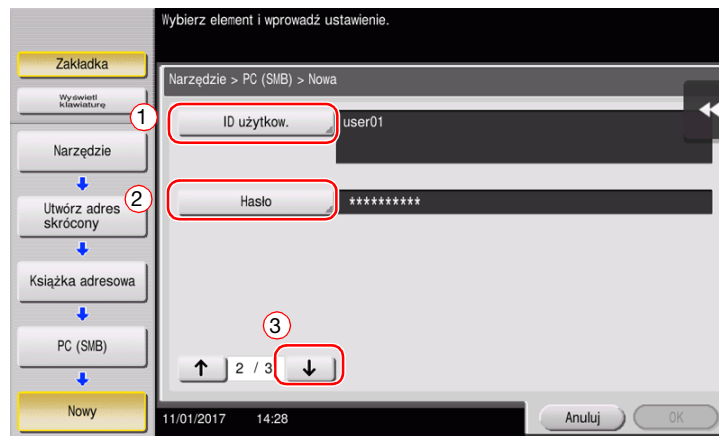 Wybierz element i wprowadź ustawienie.
Zakładka
Wyświetl
klawiaturę
Narzędzie > PC (SMB) > Nowa
1
ID użytkow.
user01
Narzędzie
2
Hasło
**********
Utwórz adres
skrócony
Książka adresowa
3
PC (SMB)
↑ 2 / 3 ↓
Nowy
11/01/2017 14:28
Anuluj
OK